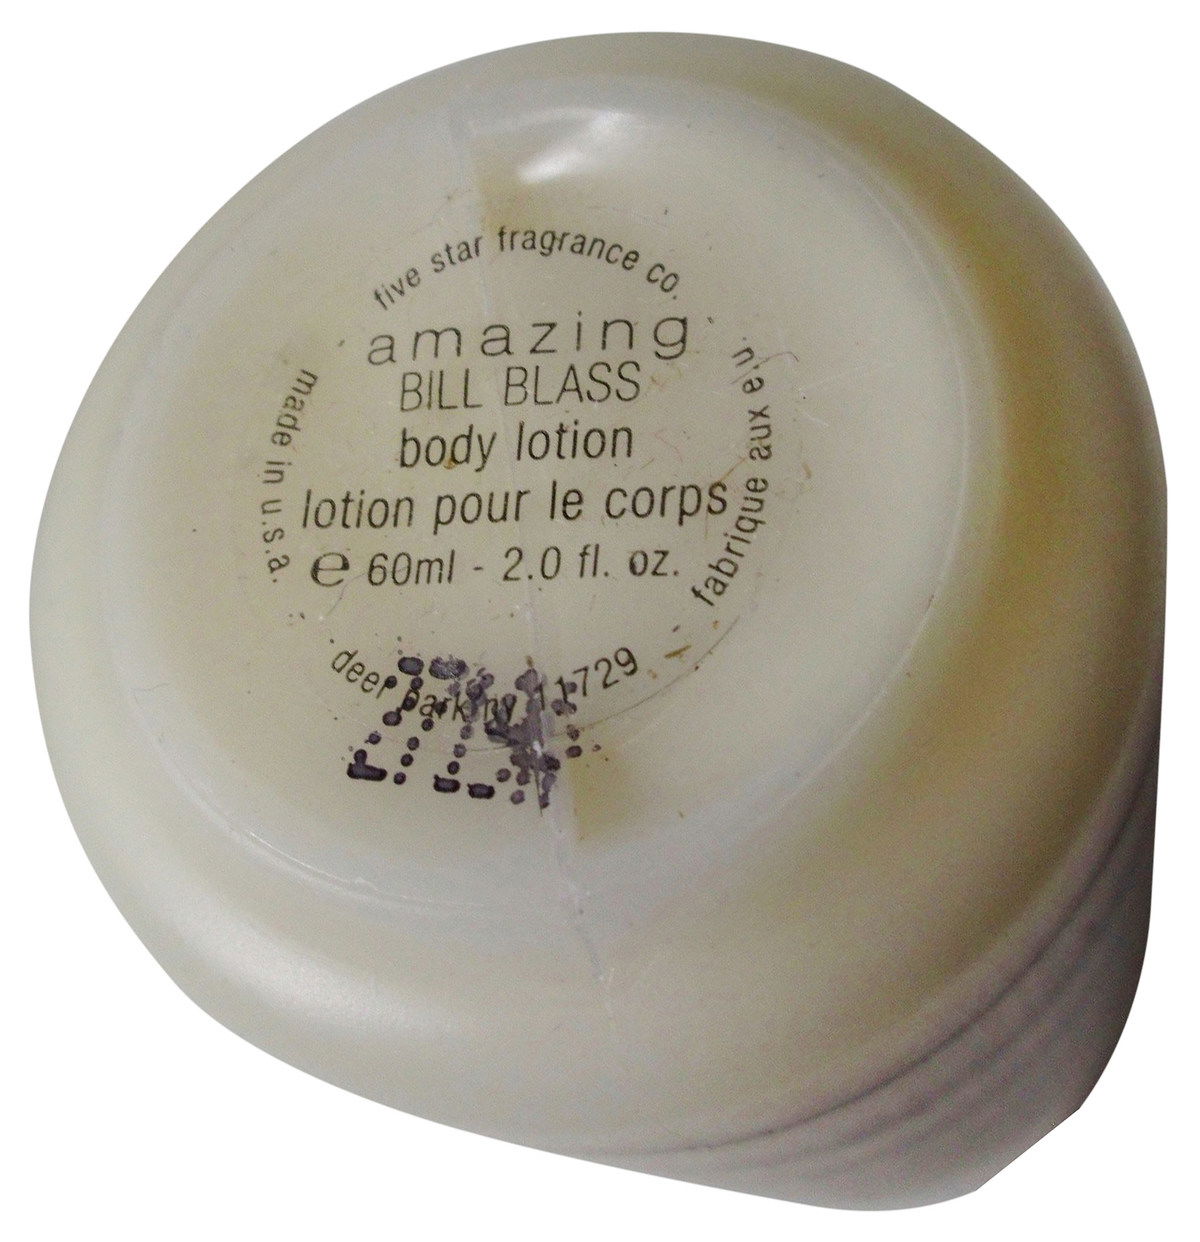 five star fragrance co.
amazing
BILL BLASS
body lotion
lotion pour le corps
℮ 60ml - 2.0 fl. oz.
made in u.s.a.
fabriqué aux é.u.
deer park ny 11729